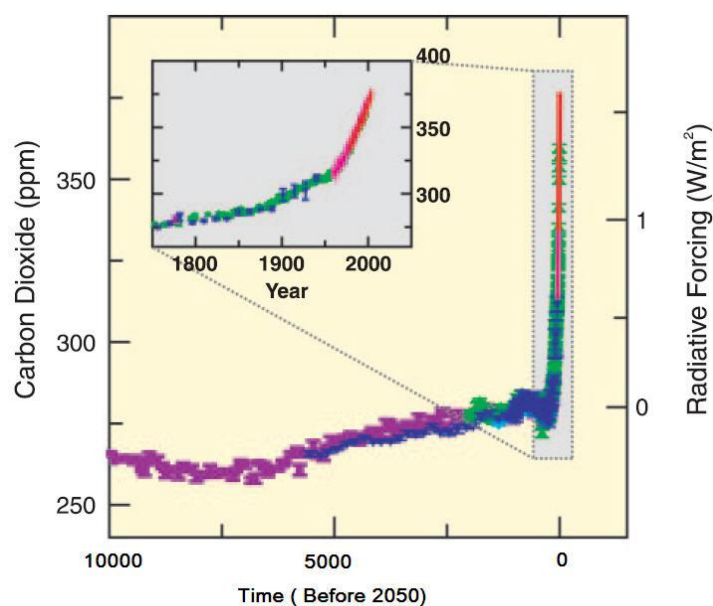 400
350
300
1800 1900 2000
Year
Carbon Dioxide (ppm)
350
300
250
Radiative Forcing (W/m²)
1
0
10000 5000 0
Time ( Before 2050)